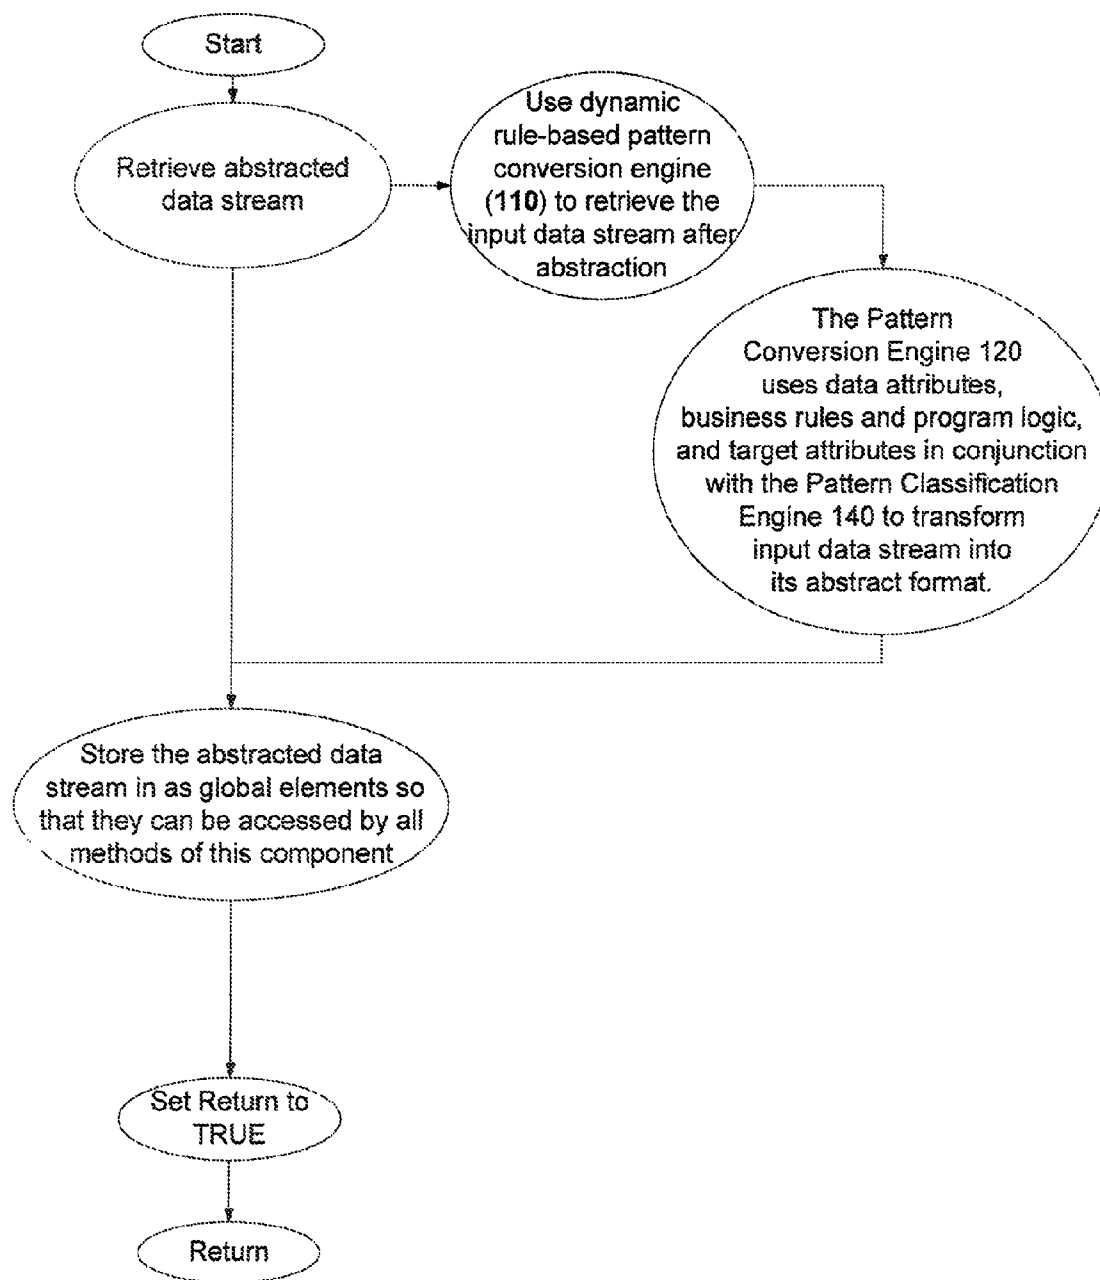 Start
Retrieve abstracted
data stream
Use dynamic
rule-based pattern
conversion engine
(110) to retrieve the
input data stream after
abstraction
The Pattern
Conversion Engine 120
uses data attributes,
business rules and program logic,
and target attributes in conjunction
with the Pattern Classification
Engine 140 to transform
input data stream into
its abstract format.
Store the abstracted data
stream in as global elements so
that they can be accessed by all
methods of this component
Set Return to
TRUE
Return